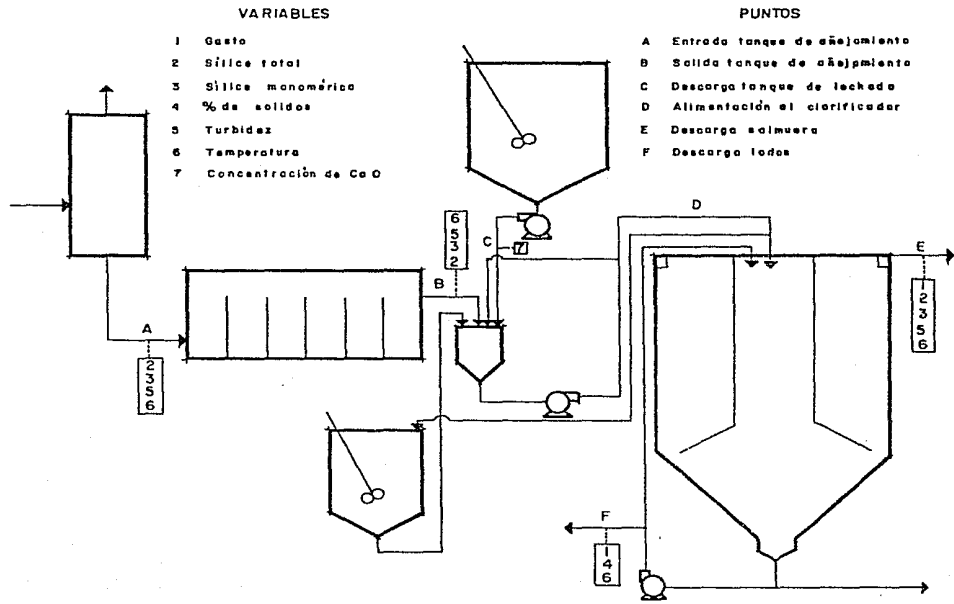 VARIABLES
1 Gasto
2 Sílice total
3 Sílice monomérica
4 % de solidos
5 Turbidez
6 Temperatura
7 Concentración de CaO
PUNTOS
A Entrada tanque de añejamiento
B Salida tanque de añejamiento
C Descarga tanque de lechada
D Alimentación al clarificador
E Descarga salmuera
F Descarga lodos
D
6
5
3
2
C
7
E
1
2
3
5
6
B
A
2
3
5
6
F
1
4
6